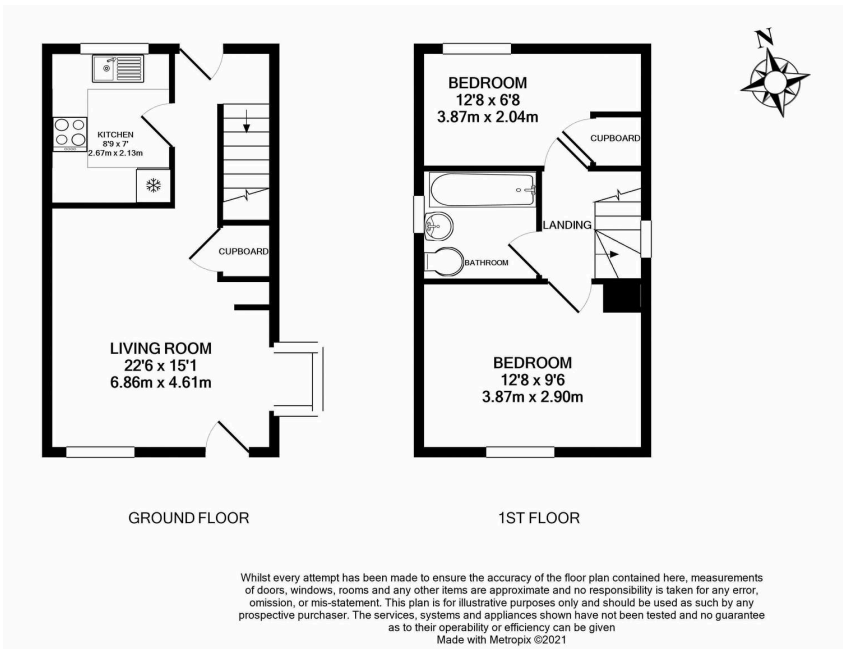 N
KITCHEN
8'9 x 7'
2.67m x 2.13m
CUPBOARD
LIVING ROOM
22'6 x 15'1
6.86m x 4.61m
GROUND FLOOR
BEDROOM
12'8 x 6'8
3.87m x 2.04m
CUPBOARD
LANDING
BATHROOM
BEDROOM
12'8 x 9'6
3.87m x 2.90m
1ST FLOOR
Whilst every attempt has been made to ensure the accuracy of the floor plan contained here, measurements
of doors, windows, rooms and any other items are approximate and no responsibility is taken for any error,
omission, or mis-statement. This plan is for illustrative purposes only and should be used as such by any
prospective purchaser. The services, systems and appliances shown have not been tested and no guarantee
as to their operability or efficiency can be given
Made with Metropix ©2021